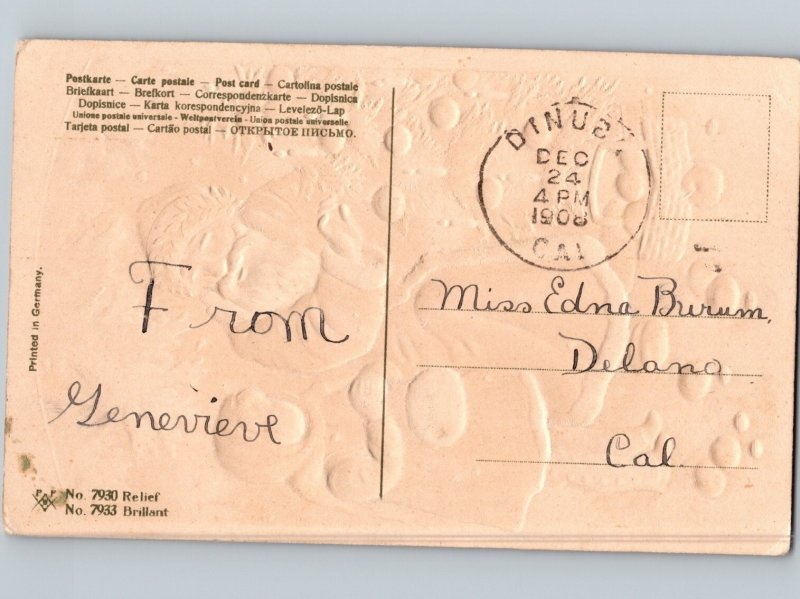 Postkarte — Carte postale — Post card — Cartolina postale
Briefkaart — Brefkort — Correspondenzkarte — Dopisnica
Dopisnice — Karta korespondencyjna — Levelező-Lap
Unione postale universale - Weltpostverein - Union postale universelle
Tarjeta postal — Cartão postal — ОТКРЫТОЕ ПИСЬМО.
DINUBA
DEC
24
4 PM
1908
CAL
Printed in Germany.
From
Genevieve
Miss Edna Burum,
Delano
Cal.
No. 7930 Relief
No. 7933 Brillant